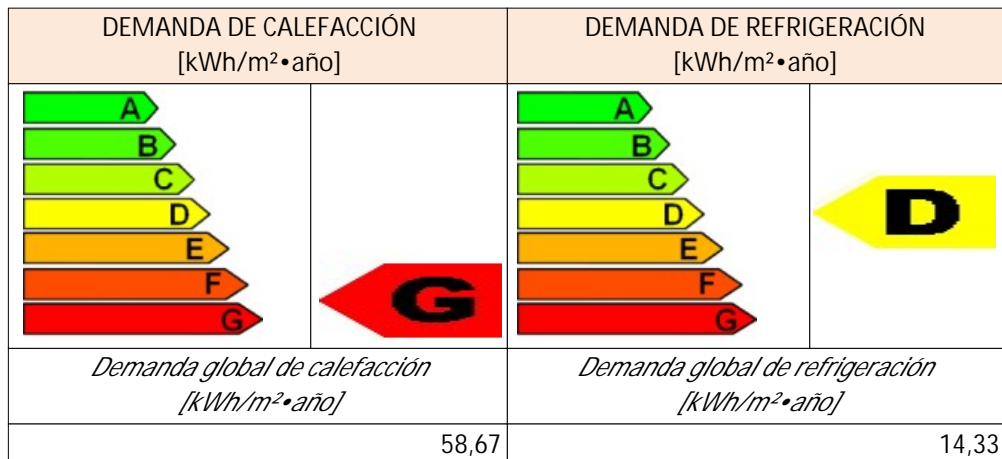 DEMANDA DE CALEFACCIÓN
[kWh/m²•año]
DEMANDA DE REFRIGERACIÓN
[kWh/m²•año]
A
B
C
D
E
F
G
G
A
B
C
D
E
F
G
D
Demanda global de calefacción
[kWh/m²•año]
Demanda global de refrigeración
[kWh/m²•año]
58,67
14,33